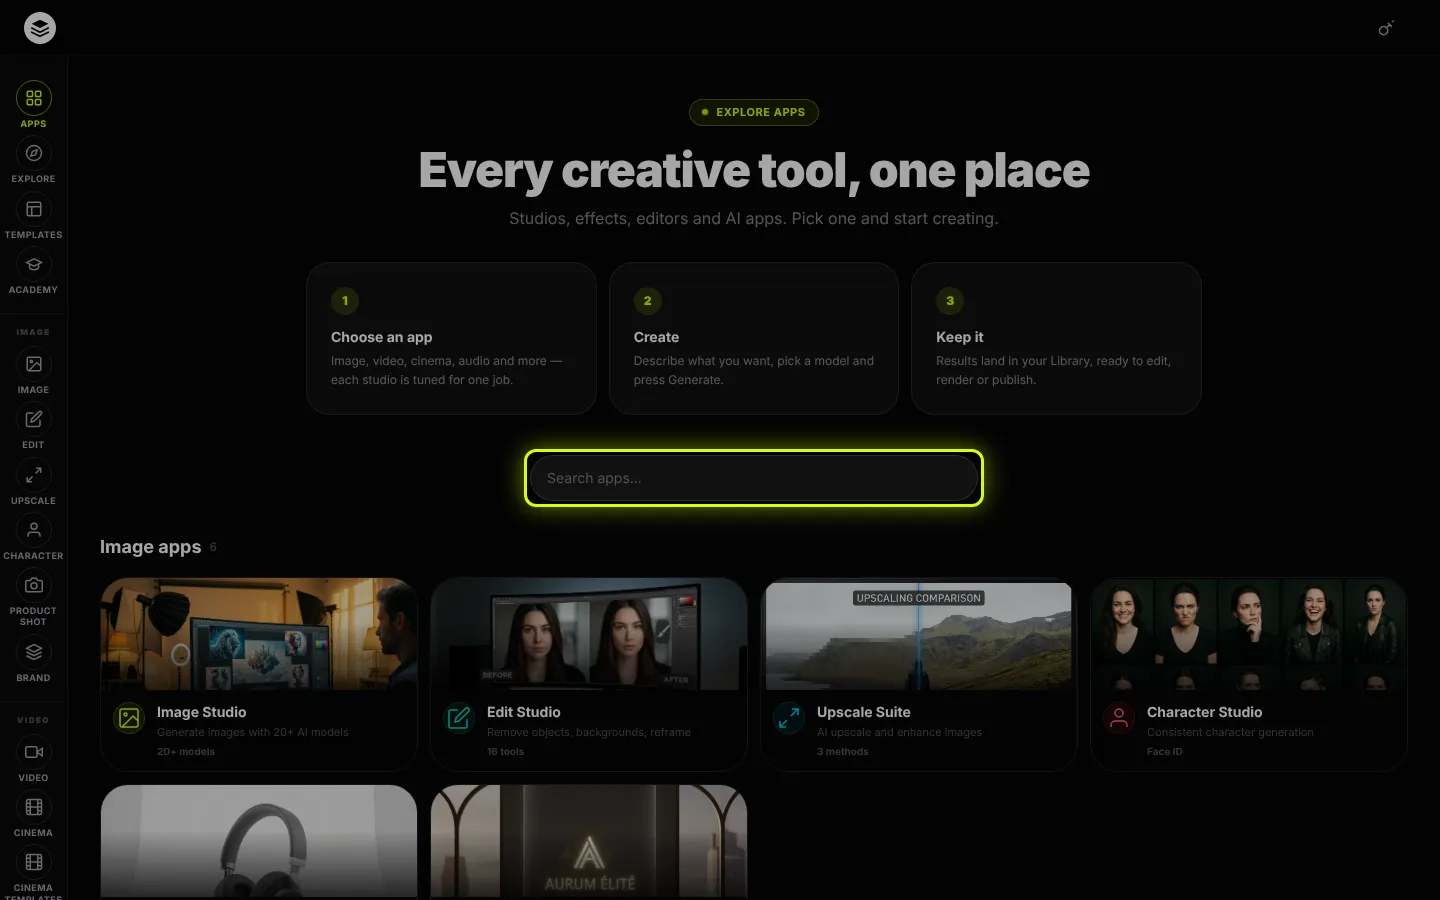 EXPLORE APPS
Every creative tool, one place
Studios, effects, editors and AI apps. Pick one and start creating.
1
Choose an app
Image, video, cinema, audio and more —
each studio is tuned for one job.
2
Create
Describe what you want, pick a model and
press Generate.
3
Keep it
Results land in your Library, ready to edit,
render or publish.
Search apps...
APPS
EXPLORE
TEMPLATES
ACADEMY
IMAGE
IMAGE
EDIT
UPSCALE
CHARACTER
PRODUCT
SHOT
BRAND
VIDEO
VIDEO
CINEMA
CINEMA
TEMPLATES
Image apps 6
Image Studio
Generate images with 20+ AI models
20+ models
BEFORE
AFTER
Edit Studio
Remove objects, backgrounds, reframe
16 tools
UPSCALING COMPARISON
Upscale Suite
AI upscale and enhance images
3 methods
Character Studio
Consistent character generation
Face ID
AURUM ÉLITÉ